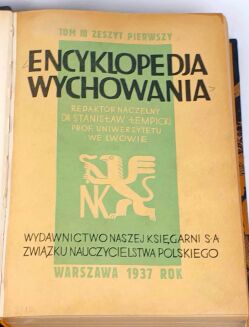 TOM III ZESZYT PIERWSZY
ENCYKLOPEDJA
WYCHOWANIA
REDAKTOR NACZELNY
DR STANISŁAW ŁEMPICKI
PROF. UNIWERSYTETU
WE LWOWIE
NK
WYDAWNICTWO NASZEJ KSIĘGARNI S·A
ZWIĄZKU NAUCZYCIELSTWA POLSKIEGO
WARSZAWA 1937 ROK